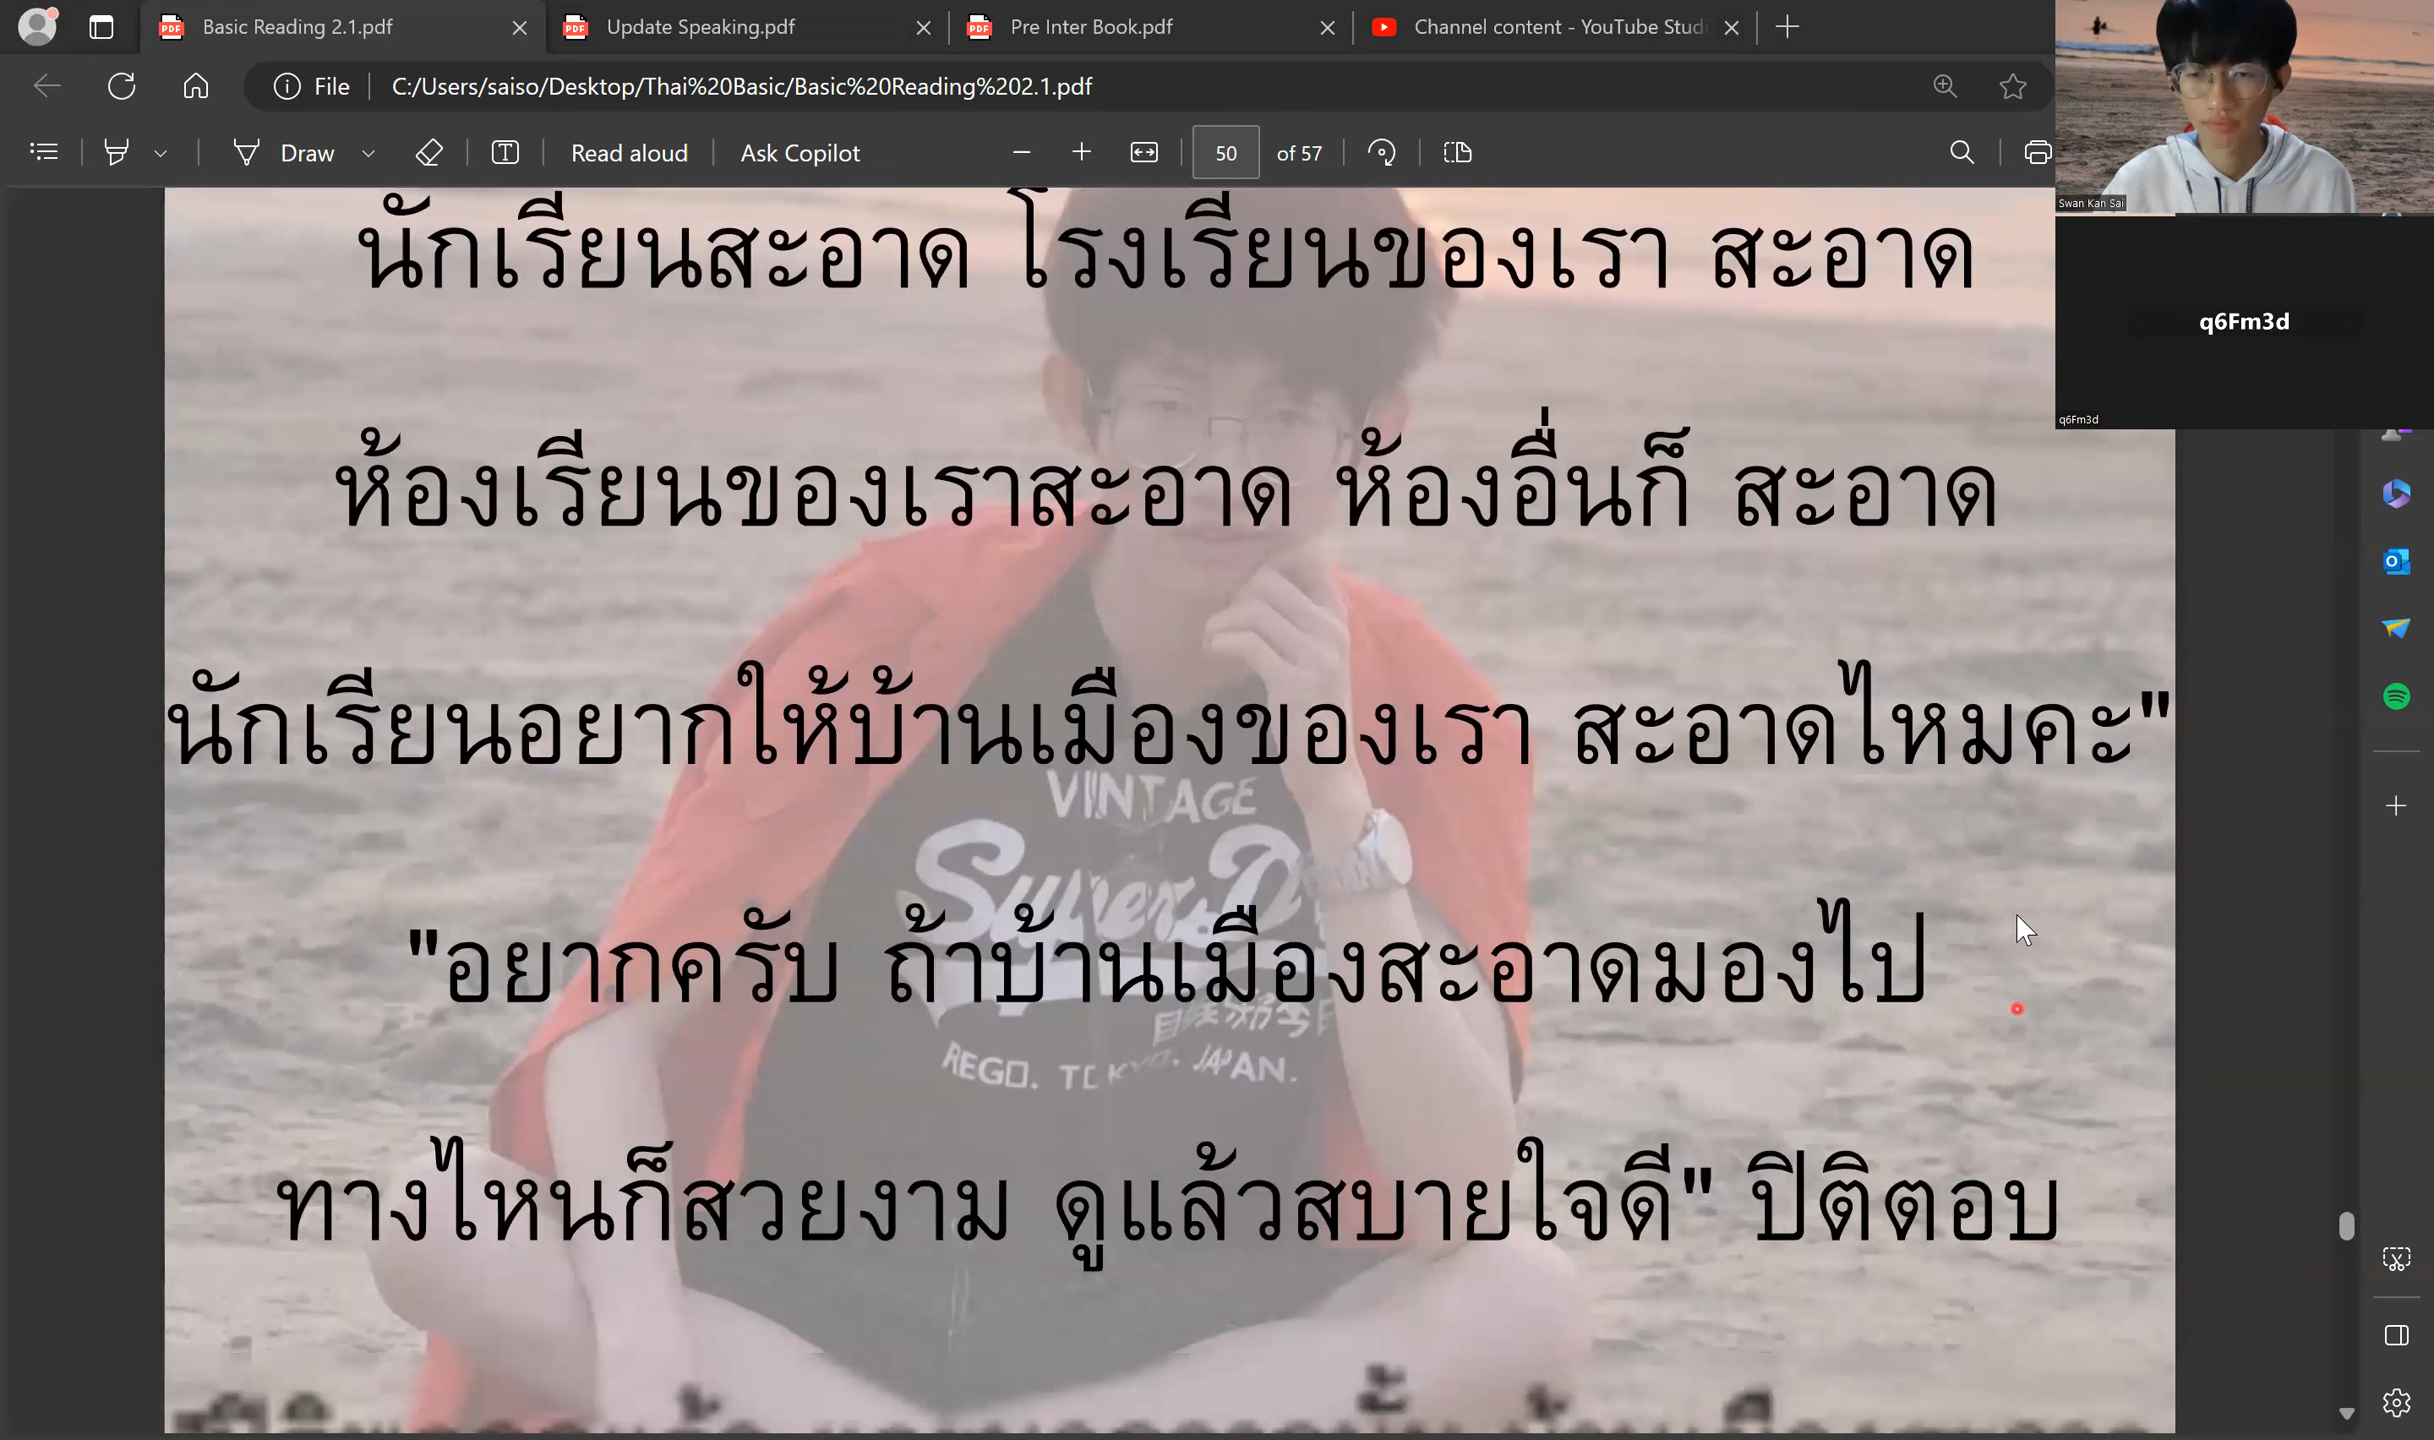 Basic Reading 2.1.pdf
Update Speaking.pdf
Pre Inter Book.pdf
Channel content - YouTube Studi
File
C:/Users/saiso/Desktop/Thai%20Basic/Basic%20Reading%202.1.pdf
Draw
Read aloud
Ask Copilot
50 of 57
Swan Kan Sai
q6Fm3d
q6Fm3d
นักเรียนสะอาด โรงเรียนของเรา สะอาด
ห้องเรียนของเราสะอาด ห้องอื่นก็ สะอาด
นักเรียนอยากให้บ้านเมืองของเรา สะอาดไหมคะ"
VINTAGE
Super D
"อยากครับ ถ้าบ้านเมืองสะอาดมองไป
REGD. TOKYO. JAPAN.
ทางไหนก็สวยงาม ดูแล้วสบายใจดี" ปิติตอบ